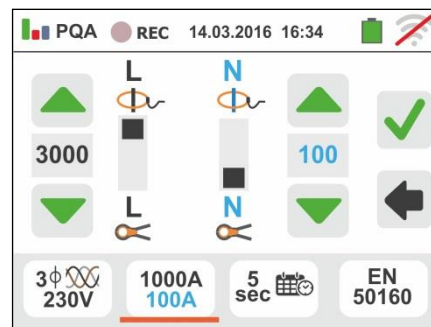 PQA REC 14.03.2016 16:34
L N
3000 100
L N
3ϕ 1000A 5 EN
230V 100A sec 50160